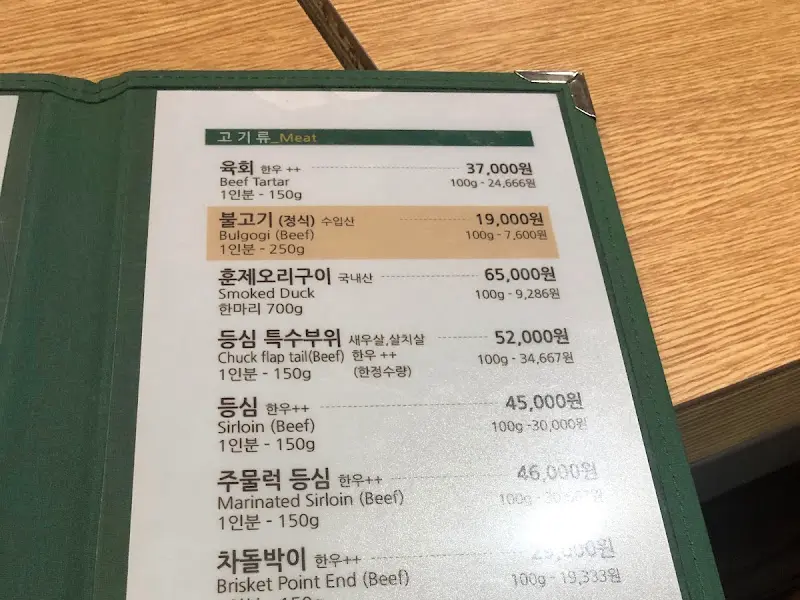 고기류_Meat
육회 한우 ++ 37,000원
Beef Tartar 100g - 24,666원
1인분 - 150g
불고기 (정식) 수입산 19,000원
Bulgogi (Beef) 100g - 7,600원
1인분 - 250g
훈제오리구이 국내산 65,000원
Smoked Duck 100g - 9,286원
한마리 700g
등심 특수부위 새우살,살치살 52,000원
Chuck flap tail(Beef) 한우 ++ 100g - 34,667원
1인분 - 150g (한정수량)
등심 한우++ 45,000원
Sirloin (Beef) 100g -30,000원
1인분 - 150g
주물럭 등심 한우++ 46,000원
Marinated Sirloin (Beef) 100g -
1인분 - 150g
차돌박이 한우++
Brisket Point End (Beef) 100g - 19,333원